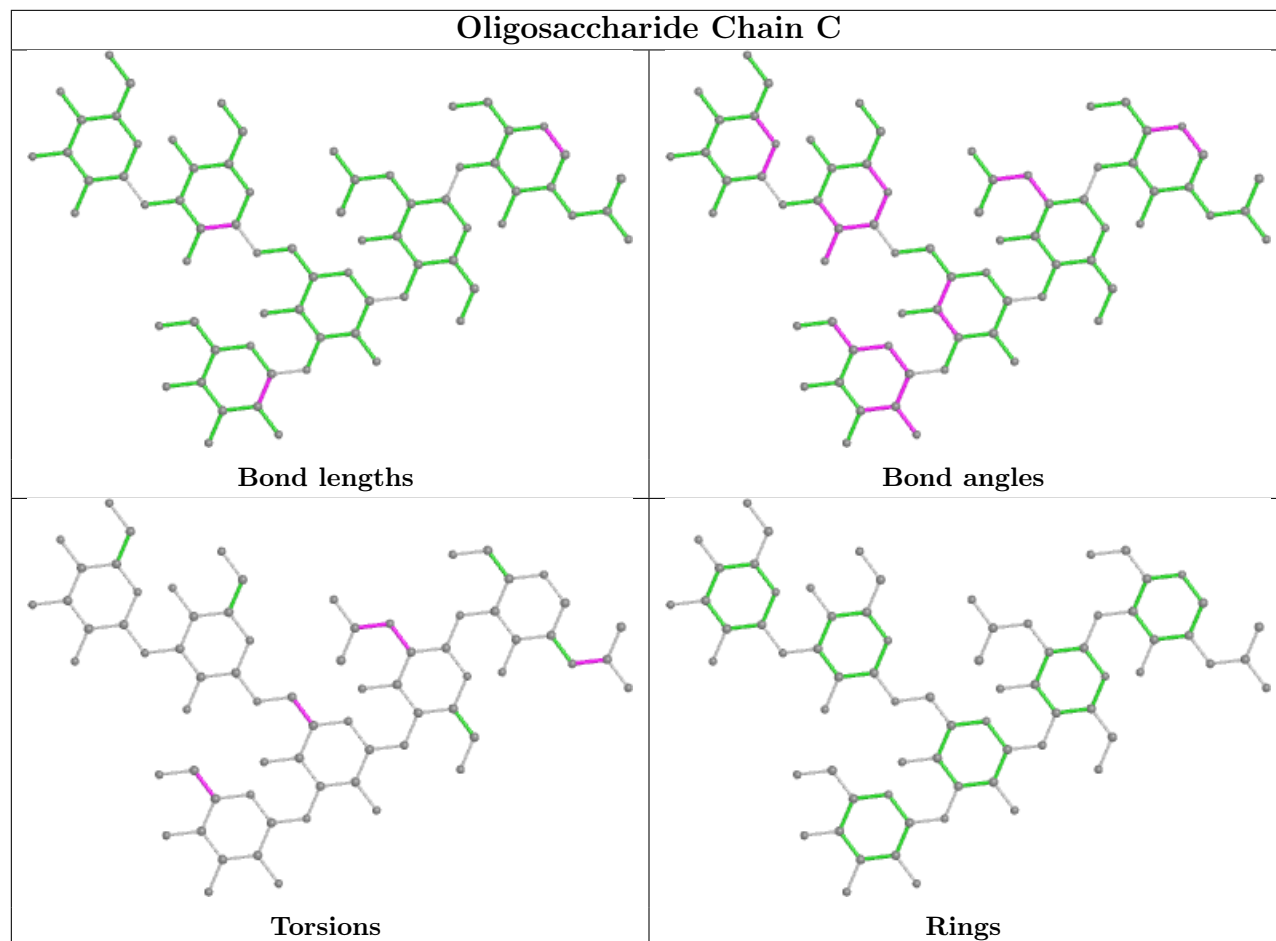 Oligosaccharide Chain C
Bond lengths
Bond angles
Torsions
Rings